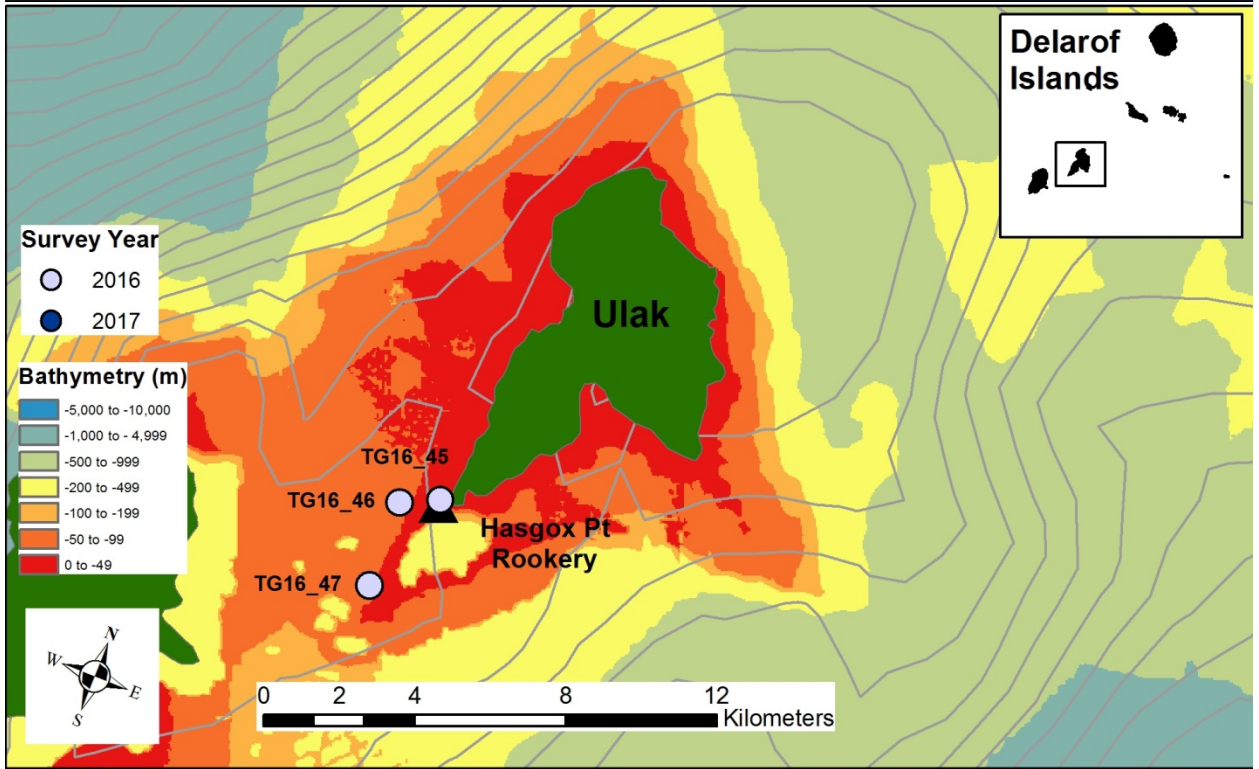 Delarof
Islands
Survey Year
2016
2017
Ulak
Bathymetry (m)
-5,000 to -10,000
-1,000 to - 4,999
-500 to -999
-200 to -499
-100 to -199
-50 to -99
0 to -49
TG16_45
TG16_46
Hasgox Pt
Rookery
TG16_47
N
W
E
S
0 2 4 8 12
Kilometers